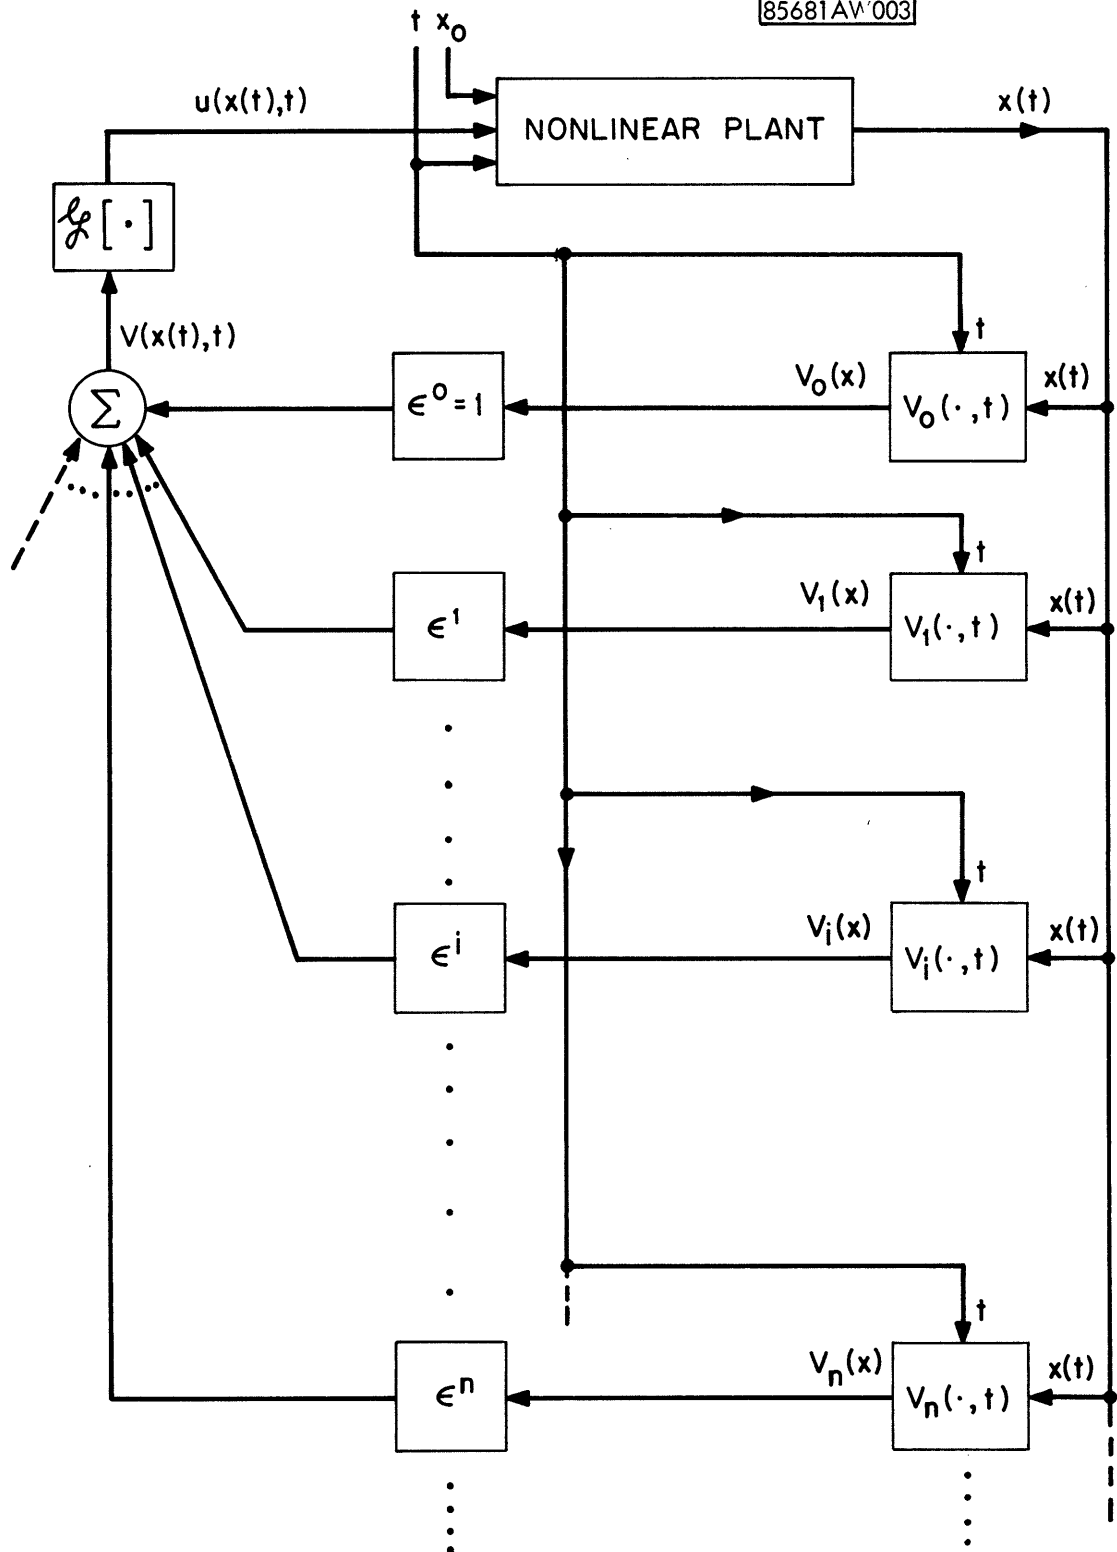 85681AW003
t x₀
u(x(t),t)
NONLINEAR PLANT
x(t)
[·]
V(x(t),t)
t
Σ
ϵ⁰=1
V₀(x)
V₀(·,t)
x(t)
t
ϵ¹
V₁(x)
V₁(·,t)
x(t)
t
ϵⁱ
Vᵢ(x)
Vᵢ(·,t)
x(t)
t
ϵⁿ
Vₙ(x)
Vₙ(·,t)
x(t)